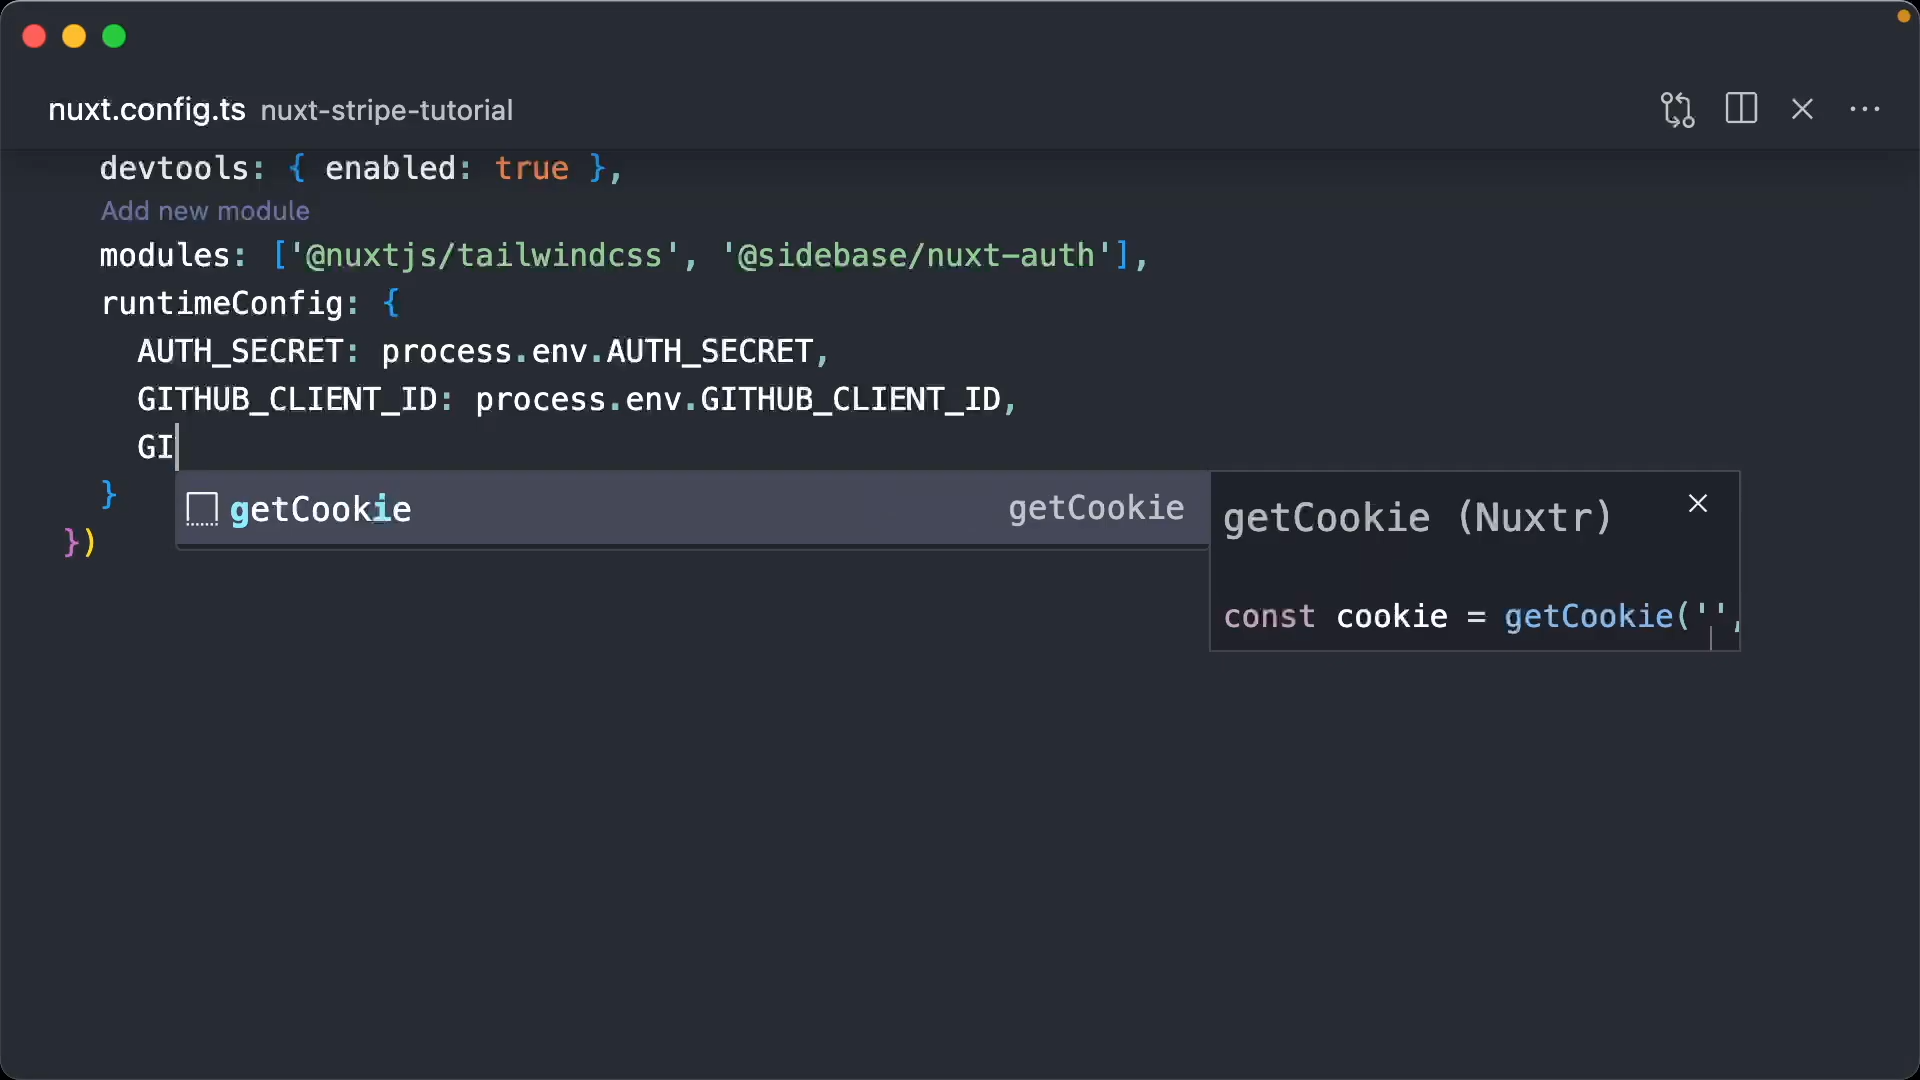 nuxt.config.ts nuxt-stripe-tutorial
devtools: { enabled: true },
Add new module
modules: ['@nuxtjs/tailwindcss', '@sidebase/nuxt-auth'],
runtimeConfig: {
AUTH_SECRET: process.env.AUTH_SECRET,
GITHUB_CLIENT_ID: process.env.GITHUB_CLIENT_ID,
GI
}
})
getCookie getCookie
getCookie (Nuxtr)
const cookie = getCookie('',